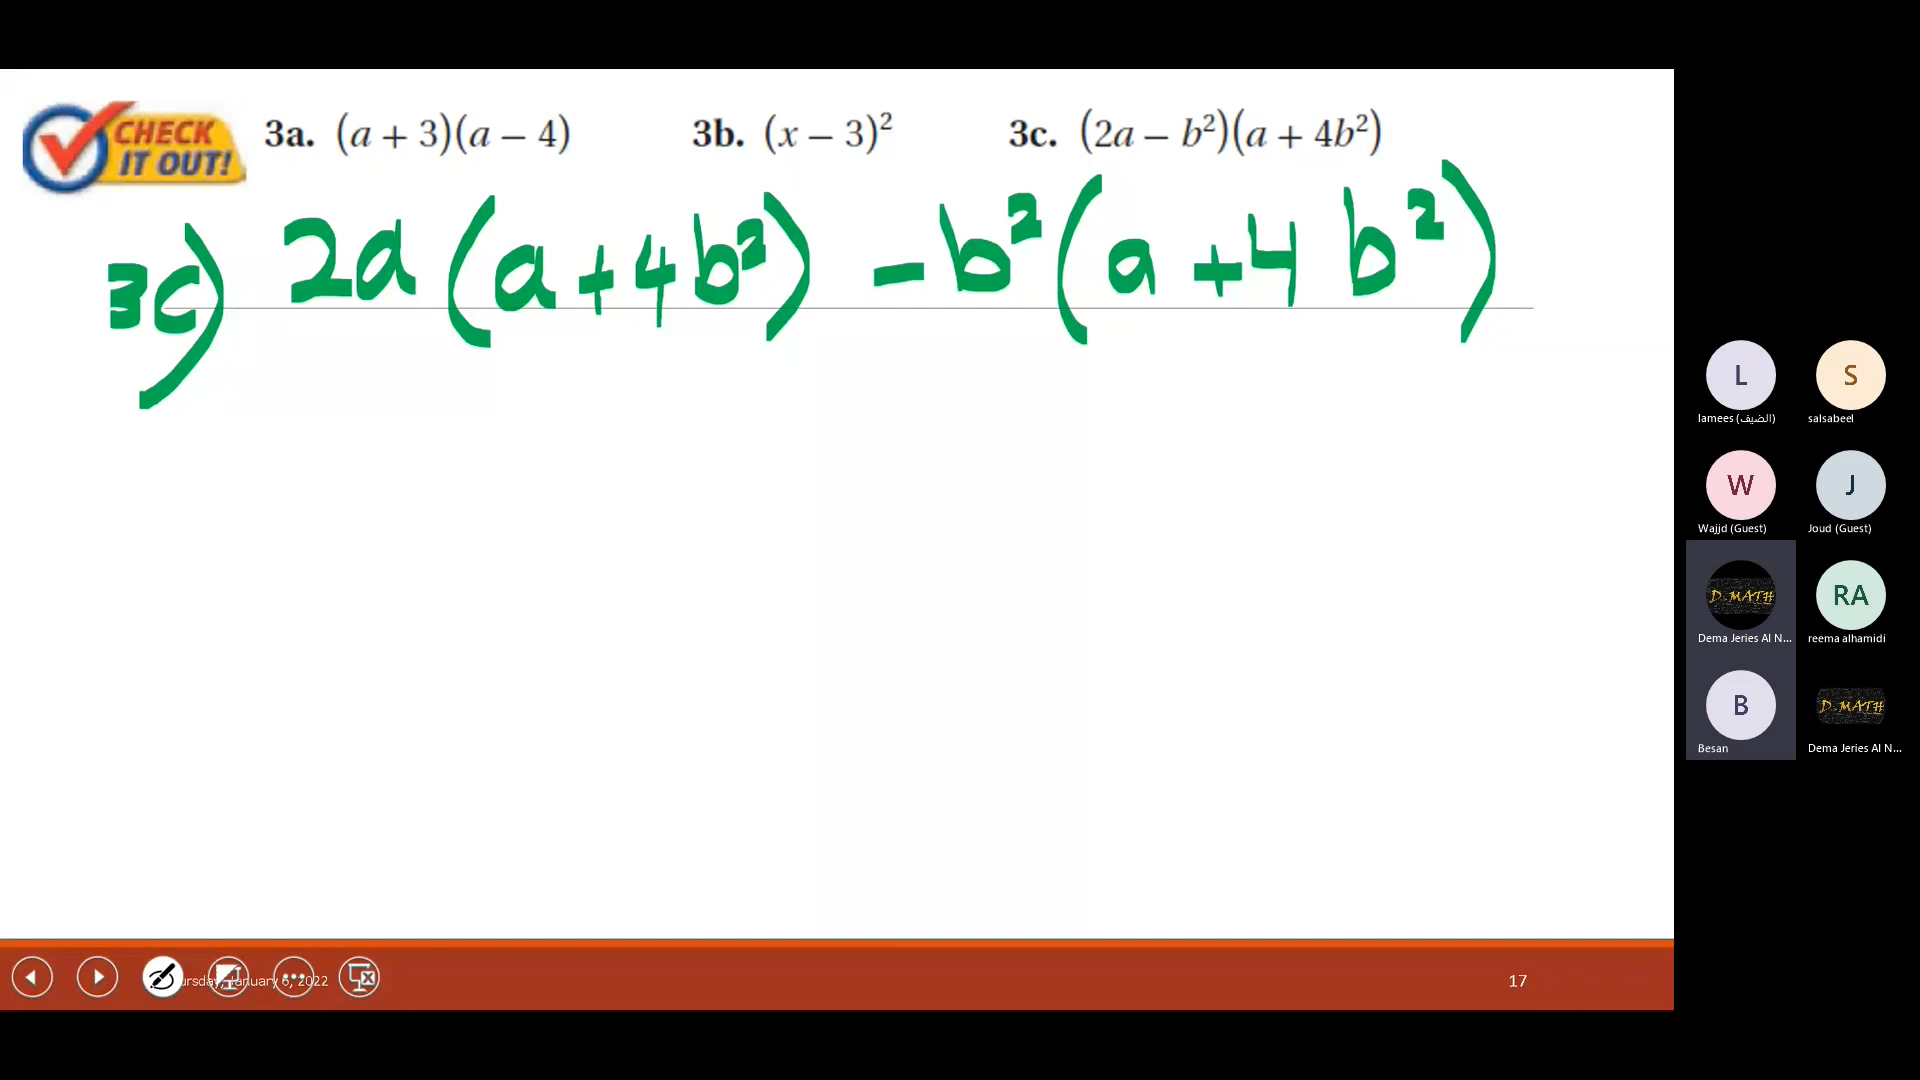 CHECK IT OUT!
3a. (a + 3)(a − 4) 3b. (x − 3)² 3c. (2a − b²)(a + 4b²)
3c) 2a (a + 4b²) − b² (a + 4 b²)
L S
lamees (الضيف) salsabeel
W J
Wajjd (Guest) Joud (Guest)
D.MATH RA
Dema Jeries Al N... reema alhamidi
B D.MATH
Besan Dema Jeries Al N...
ursday, January 6, 2022 17